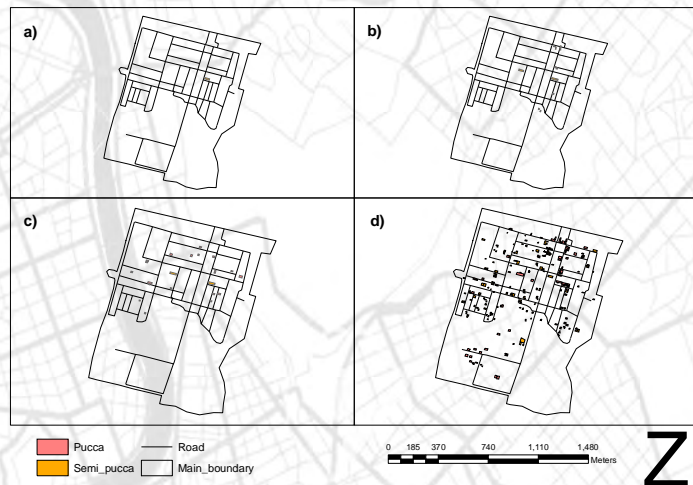 a)
b)
c)
d)
Pucca
Road
Semi_pucca
Main_boundary
0 185 370 740 1,110 1,480
Meters
Z